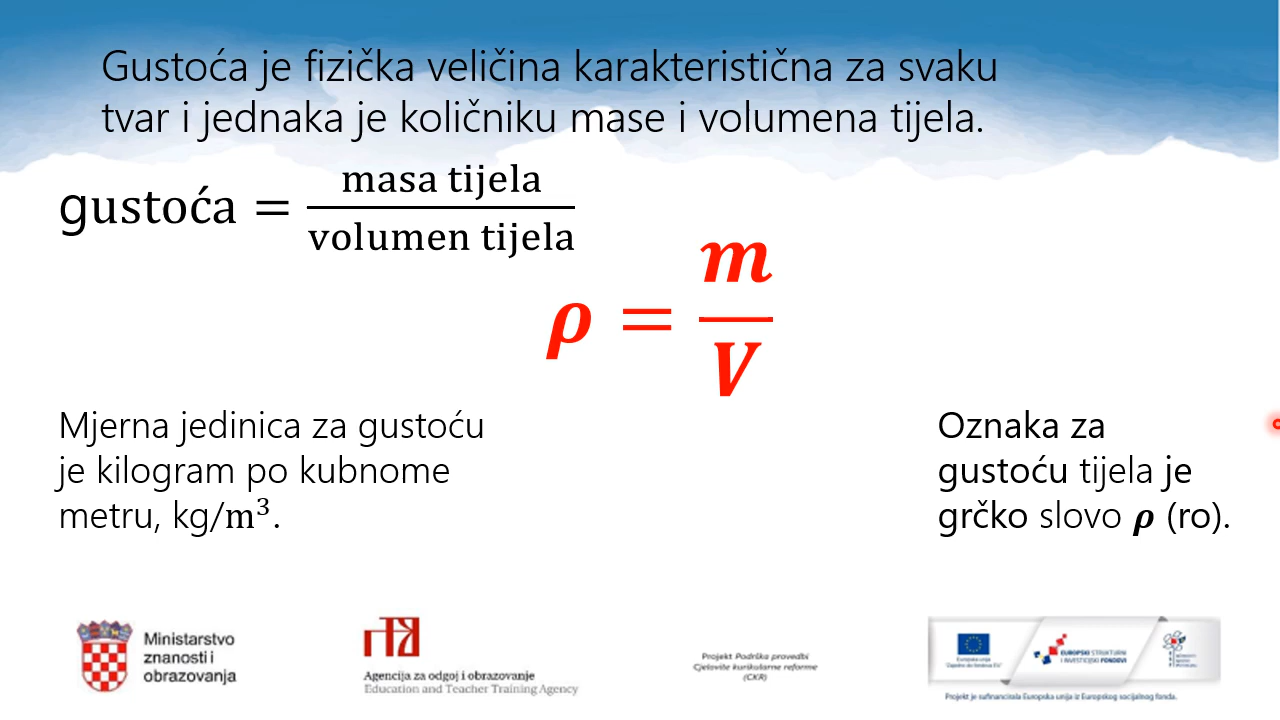 Gustoća je fizička veličina karakteristična za svaku
tvar i jednaka je količniku mase i volumena tijela.
gustoća = masa tijela / volumen tijela
ρ = m / V
Mjerna jedinica za gustoću
je kilogram po kubnome
metru, kg/m³.
Oznaka za
gustoću tijela je
grčko slovo ρ (ro).
Ministarstvo
znanosti i
obrazovanja
Agencija za odgoj i obrazovanje
Education and Teacher Training Agency
Projekt Podrška provedbi
Cjelovite kurikularne reforme
(CKR)
Europska unija
EUROPSKI STRUKTURNI
I INVESTICIJSKI FONDOVI
Projekt je sufinancirala Europska unija iz Europskog socijalnog fonda.